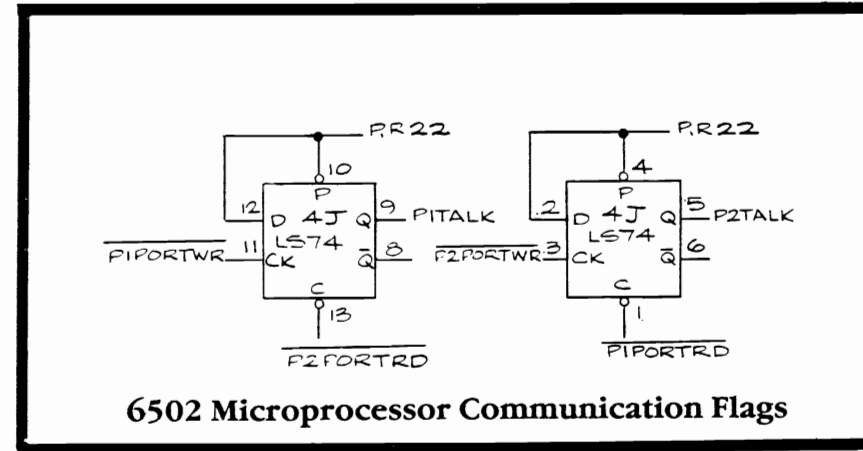 P.R22
P.R22
10
4
P
P
12 D 4J Q 9 P1TALK
2 D 4J Q 5 P2TALK
LS74
LS74
P1PORTWR 11 CK Q̅ 8
P2PORTWR 3 CK Q̅ 6
C
C
13
1
P2PORTRD
P1PORTRD
6502 Microprocessor Communication Flags